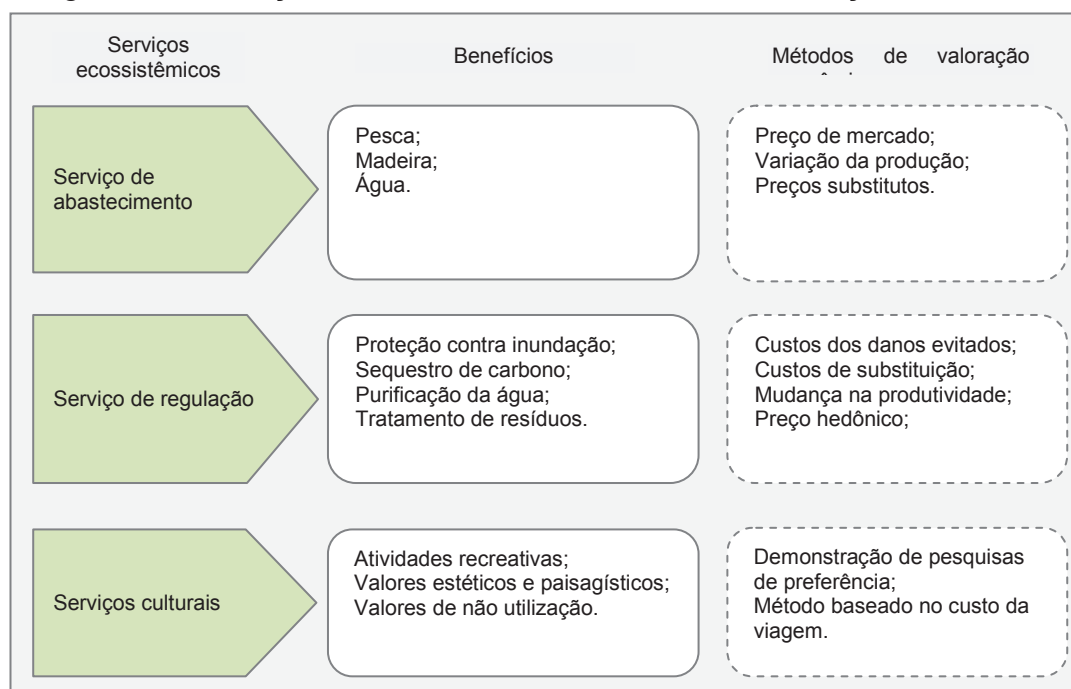 Serviços
ecossistêmicos
Benefícios
Métodos de valoração
Serviço de
abastecimento
Pesca;
Madeira;
Água.
Preço de mercado;
Variação da produção;
Preços substitutos.
Serviço de regulação
Proteção contra inundação;
Sequestro de carbono;
Purificação da água;
Tratamento de resíduos.
Custos dos danos evitados;
Custos de substituição;
Mudança na produtividade;
Preço hedônico;
Serviços culturais
Atividades recreativas;
Valores estéticos e paisagísticos;
Valores de não utilização.
Demonstração de pesquisas
de preferência;
Método baseado no custo da
viagem.